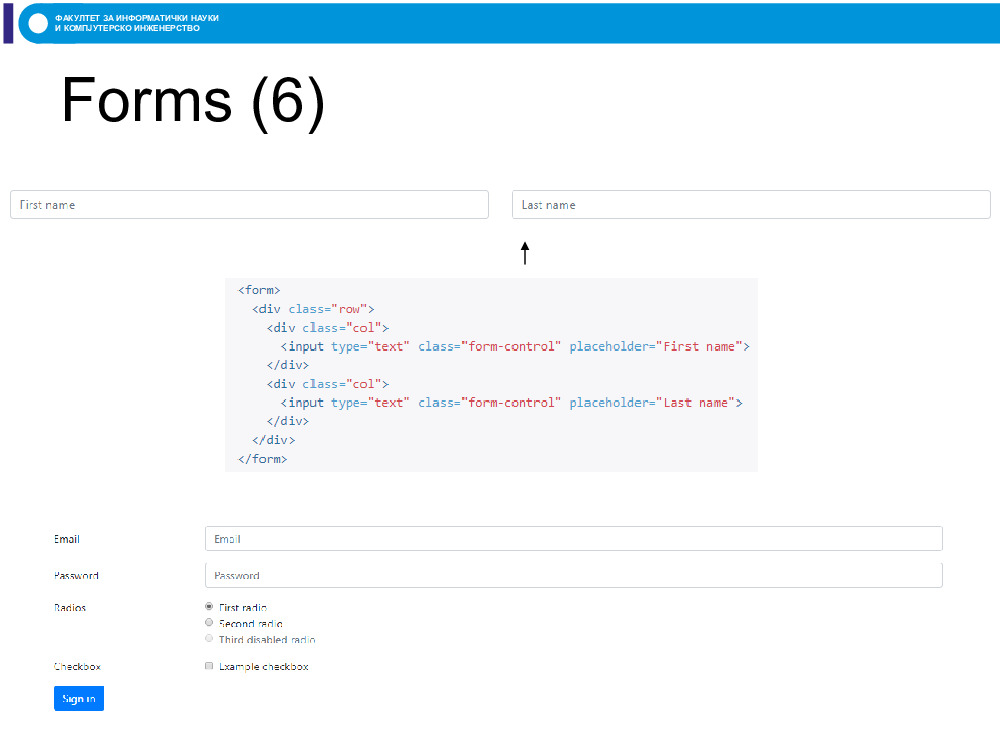 ФАКУЛТЕТ ЗА ИНФОРМАТИЧКИ НАУКИ
И КОМПЈУТЕРСКО ИНЖЕНЕРСТВО
Forms (6)
First name
Last name
<form>
<div class="row">
<div class="col">
<input type="text" class="form-control" placeholder="First name">
</div>
<div class="col">
<input type="text" class="form-control" placeholder="Last name">
</div>
</div>
</form>
Email
Email
Password
Password
Radios
First radio
Second radio
Third disabled radio
Checkbox
Example checkbox
Sign in